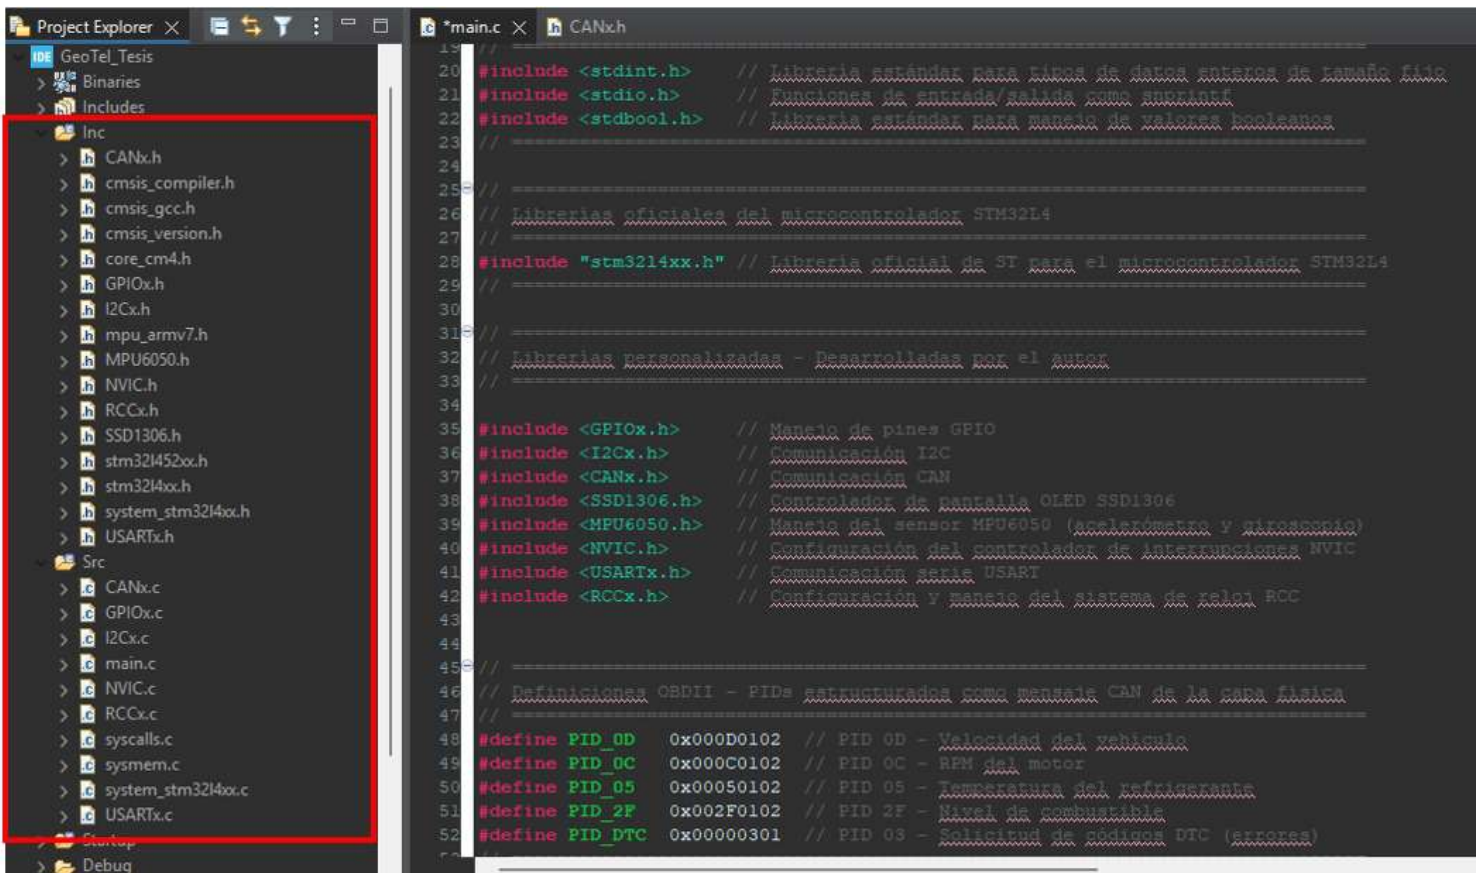 Project Explorer
*main.c
CANx.h
IDE GeoTel_Tesis
Binaries
Includes
Inc
.h CANx.h
.h cmsis_compiler.h
.h cmsis_gcc.h
.h cmsis_version.h
.h core_cm4.h
.h GPIOx.h
.h I2Cx.h
.h mpu_armv7.h
.h MPU6050.h
.h NVIC.h
.h RCCx.h
.h SSD1306.h
.h stm32l452xx.h
.h stm32l4xx.h
.h system_stm32l4xx.h
.h USARTx.h
Src
.c CANx.c
.c GPIOx.c
.c I2Cx.c
.c main.c
.c NVIC.c
.c RCCx.c
.c syscalls.c
.c sysmem.c
.c system_stm32l4xx.c
.c USARTx.c
Startup
Debug
19 // ====================
20 #include <stdint.h> // Librería estándar para tipos de datos enteros de tamaño fijo
21 #include <stdio.h> // Funciones de entrada/salida como snprintf
22 #include <stdbool.h> // Librería estándar para manejo de valores booleanos
23 // ====================
24
25 // ====================
26 // Librerías oficiales del microcontrolador STM32L4
27 // ====================
28 #include "stm32l4xx.h" // Librería oficial de ST para el microcontrolador STM32L4
29 // ====================
30
31 // ====================
32 // Librerías personalizadas - Desarrolladas por el autor
33 // ====================
34
35 #include <GPIOx.h> // Manejo de pines GPIO
36 #include <I2Cx.h> // Comunicación I2C
37 #include <CANx.h> // Comunicación CAN
38 #include <SSD1306.h> // Controlador de pantalla OLED SSD1306
39 #include <MPU6050.h> // Manejo del sensor MPU6050 (acelerómetro y giroscopio)
40 #include <NVIC.h> // Configuración del controlador de interrupciones NVIC
41 #include <USARTx.h> // Comunicación serie USART
42 #include <RCCx.h> // Configuración y manejo del sistema de reloj RCC
43
44
45 // ====================
46 // Definiciones OBDII - PIDs estructurados como mensaje CAN de la capa física
47 // ====================
48 #define PID_0D 0x000D0102 // PID 0D - Velocidad del vehículo
49 #define PID_0C 0x000C0102 // PID 0C - RPM del motor
50 #define PID_05 0x00050102 // PID 05 - Temperatura del refrigerante
51 #define PID_2F 0x002F0102 // PID 2F - Nivel de combustible
52 #define PID_DTC 0x00000301 // PID 03 - Solicitud de códigos DTC (errores)